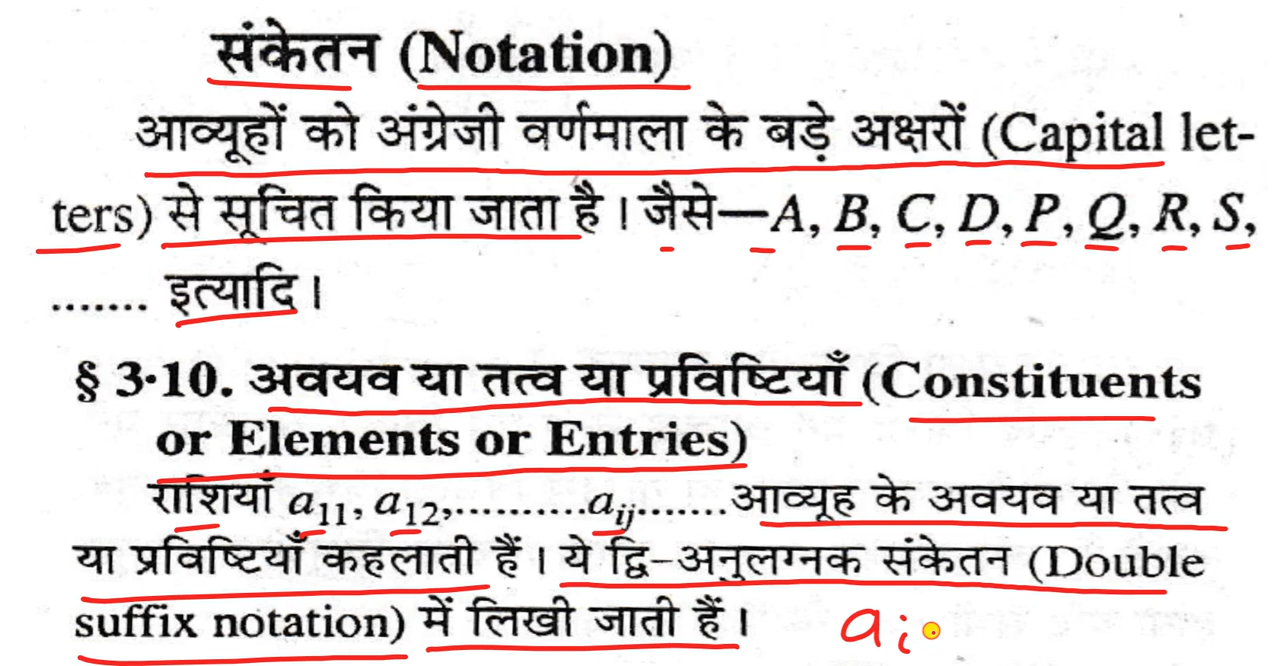 संकेतन (Notation)
आव्यूहों को अंग्रेजी वर्णमाला के बड़े अक्षरों (Capital let-
ters) से सूचित किया जाता है। जैसे—A, B, C, D, P, Q, R, S,
....... इत्यादि।
§ 3·10. अवयव या तत्व या प्रविष्टियाँ (Constituents
or Elements or Entries)
राशियाँ a₁₁, a₁₂,..........aᵢⱼ.......आव्यूह के अवयव या तत्व
या प्रविष्टियाँ कहलाती हैं। ये द्वि-अनुलग्नक संकेतन (Double
suffix notation) में लिखी जाती हैं।
aᵢ